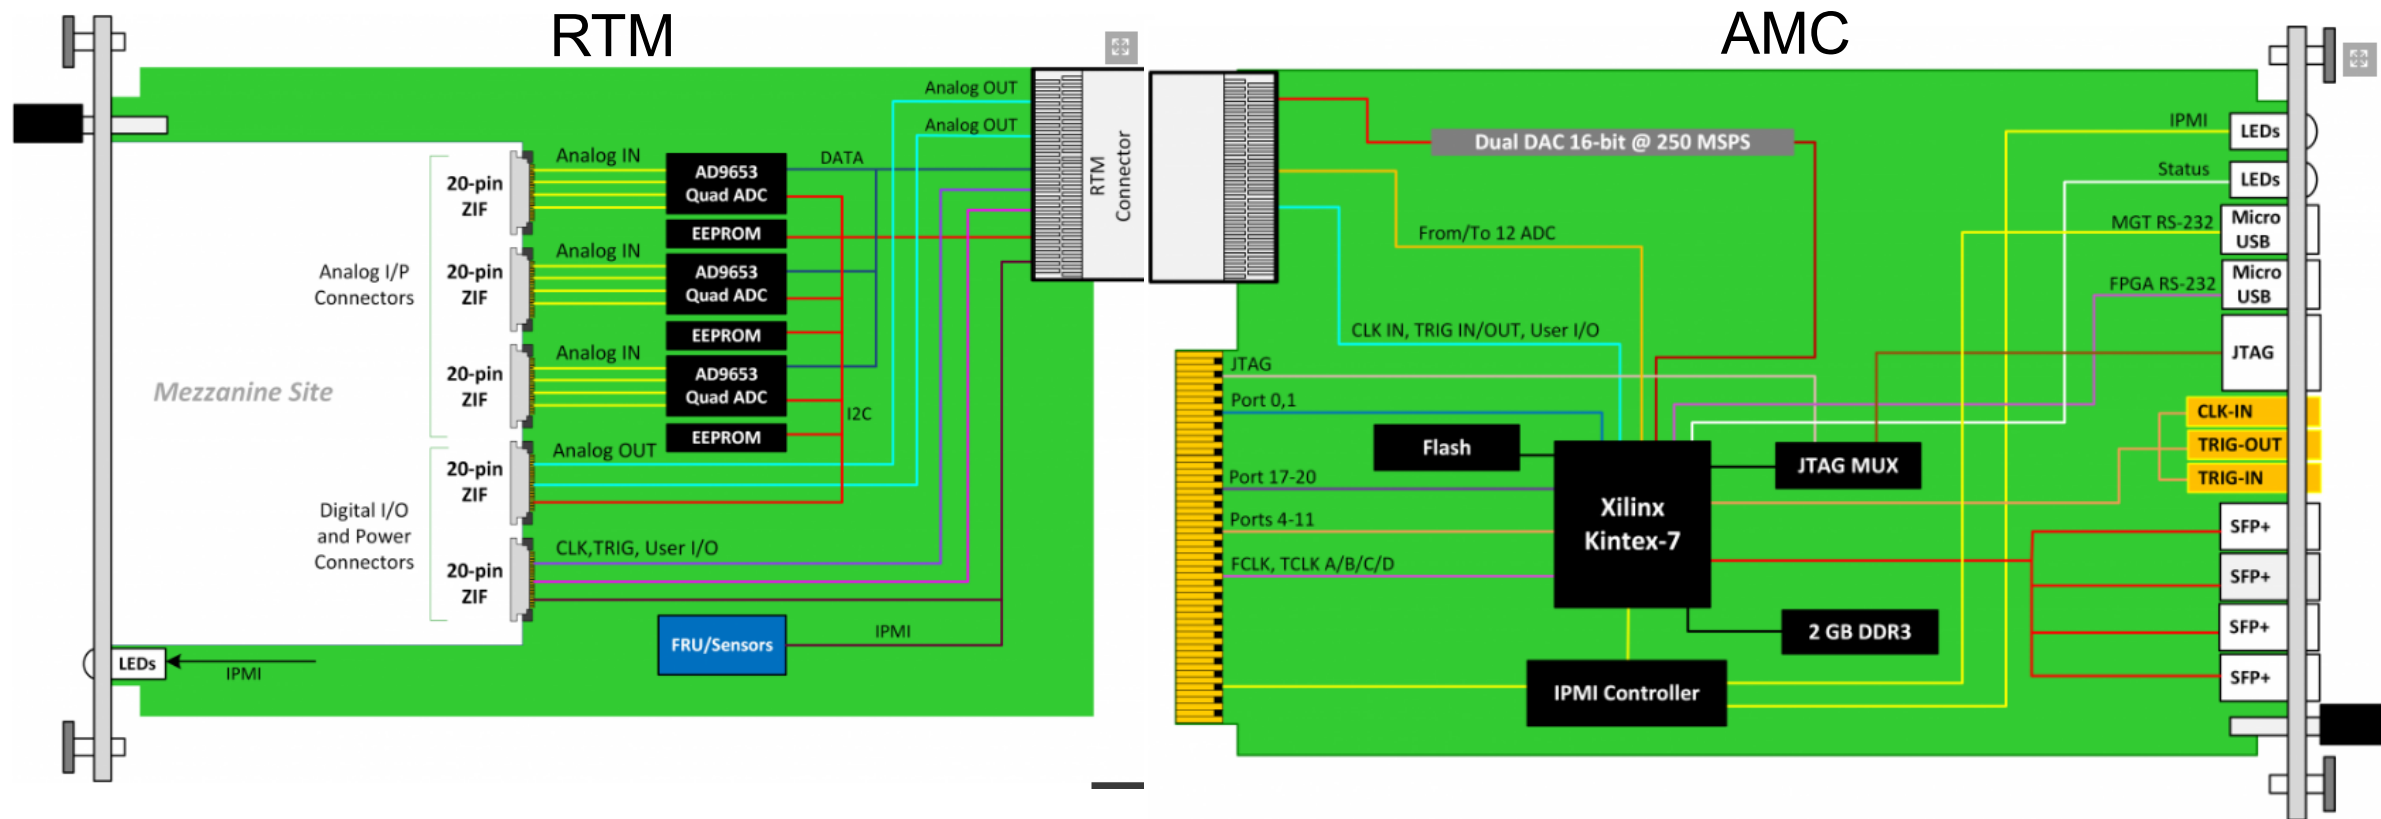 RTM
Analog OUT
Analog OUT
Analog IN
DATA
20-pin
ZIF
AD9653
Quad ADC
RTM
Connector
EEPROM
Analog IN
20-pin
ZIF
AD9653
Quad ADC
Analog I/P
Connectors
EEPROM
Analog IN
20-pin
ZIF
AD9653
Quad ADC
Mezzanine Site
I2C
EEPROM
Analog OUT
20-pin
ZIF
Digital I/O
and Power
Connectors
CLK,TRIG, User I/O
20-pin
ZIF
FRU/Sensors
IPMI
LEDs
IPMI
AMC
IPMI
LEDs
Dual DAC 16-bit @ 250 MSPS
Status
LEDs
MGT RS-232
Micro
USB
From/To 12 ADC
FPGA RS-232
Micro
USB
CLK IN, TRIG IN/OUT, User I/O
JTAG
JTAG
Port 0,1
CLK-IN
Flash
TRIG-OUT
JTAG MUX
TRIG-IN
Port 17-20
Xilinx
Kintex-7
Ports 4-11
SFP+
FCLK, TCLK A/B/C/D
SFP+
2 GB DDR3
SFP+
IPMI Controller
SFP+